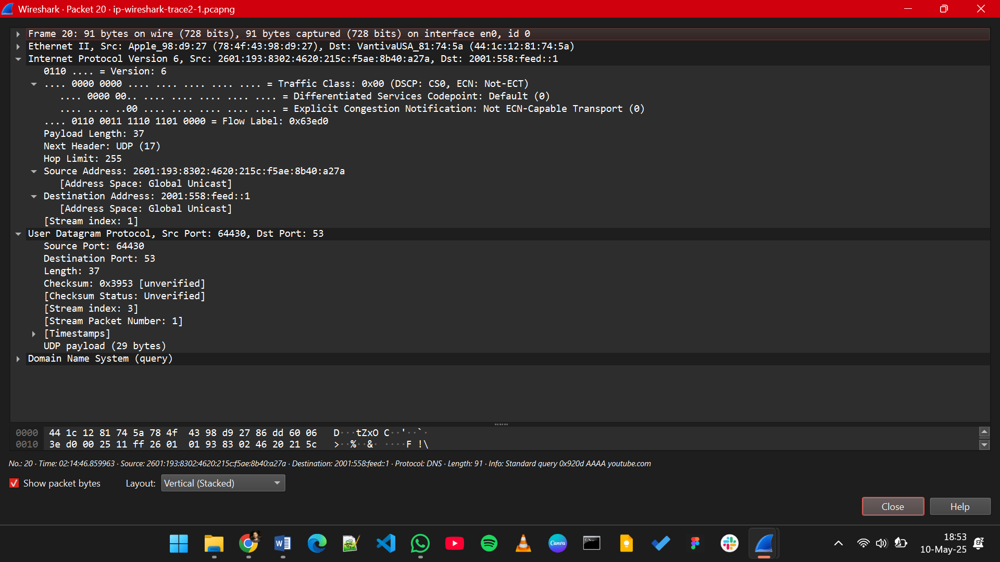 Wireshark · Packet 20 · ip-wireshark-trace2-1.pcapng
Frame 20: 91 bytes on wire (728 bits), 91 bytes captured (728 bits) on interface en0, id 0
Ethernet II, Src: Apple_98:d9:27 (78:4f:43:98:d9:27), Dst: VantivaUSA_81:74:5a (44:1c:12:81:74:5a)
Internet Protocol Version 6, Src: 2601:193:8302:4620:215c:f5ae:8b40:a27a, Dst: 2001:558:feed::1
0110 .... = Version: 6
.... 0000 0000 .... .... .... .... .... = Traffic Class: 0x00 (DSCP: CS0, ECN: Not-ECT)
.... 0000 00.. .... .... .... .... .... = Differentiated Services Codepoint: Default (0)
.... .... ..00 .... .... .... .... .... = Explicit Congestion Notification: Not ECN-Capable Transport (0)
.... 0110 0011 1110 1101 0000 = Flow Label: 0x63ed0
Payload Length: 37
Next Header: UDP (17)
Hop Limit: 255
Source Address: 2601:193:8302:4620:215c:f5ae:8b40:a27a
[Address Space: Global Unicast]
Destination Address: 2001:558:feed::1
[Address Space: Global Unicast]
[Stream index: 1]
User Datagram Protocol, Src Port: 64430, Dst Port: 53
Source Port: 64430
Destination Port: 53
Length: 37
Checksum: 0x3953 [unverified]
[Checksum Status: Unverified]
[Stream index: 3]
[Stream Packet Number: 1]
[Timestamps]
UDP payload (29 bytes)
Domain Name System (query)
0000 44 1c 12 81 74 5a 78 4f 43 98 d9 27 86 dd 60 06 D···tZxO C··'··`·
0010 3e d0 00 25 11 ff 26 01 01 93 83 02 46 20 21 5c >··%··&· ····F !\
No.: 20 · Time: 02:14:46.859963 · Source: 2601:193:8302:4620:215c:f5ae:8b40:a27a · Destination: 2001:558:feed::1 · Protocol: DNS · Length: 91 · Info: Standard query 0x920d AAAA youtube.com
Show packet bytes Layout: Vertical (Stacked)
Close Help
Canva
18:53
10-May-25